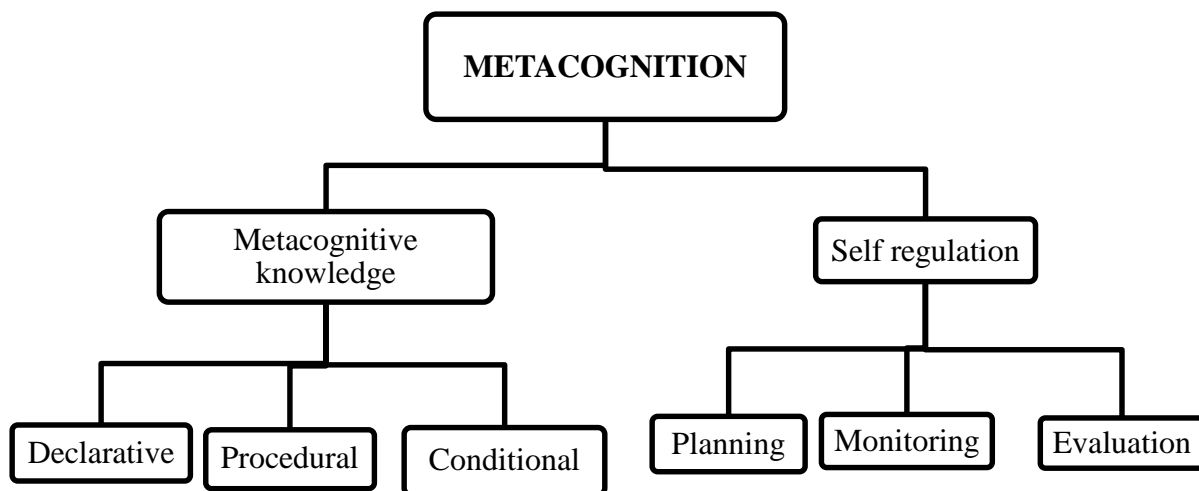 METACOGNITION
Metacognitive
knowledge
Self regulation
Declarative
Procedural
Conditional
Planning
Monitoring
Evaluation